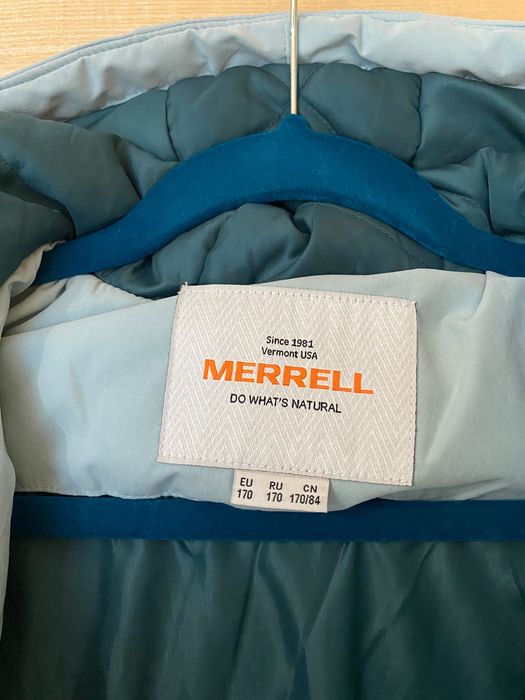 Since 1981
Vermont USA
MERRELL
DO WHAT'S NATURAL
EU RU CN
170 170 170/84